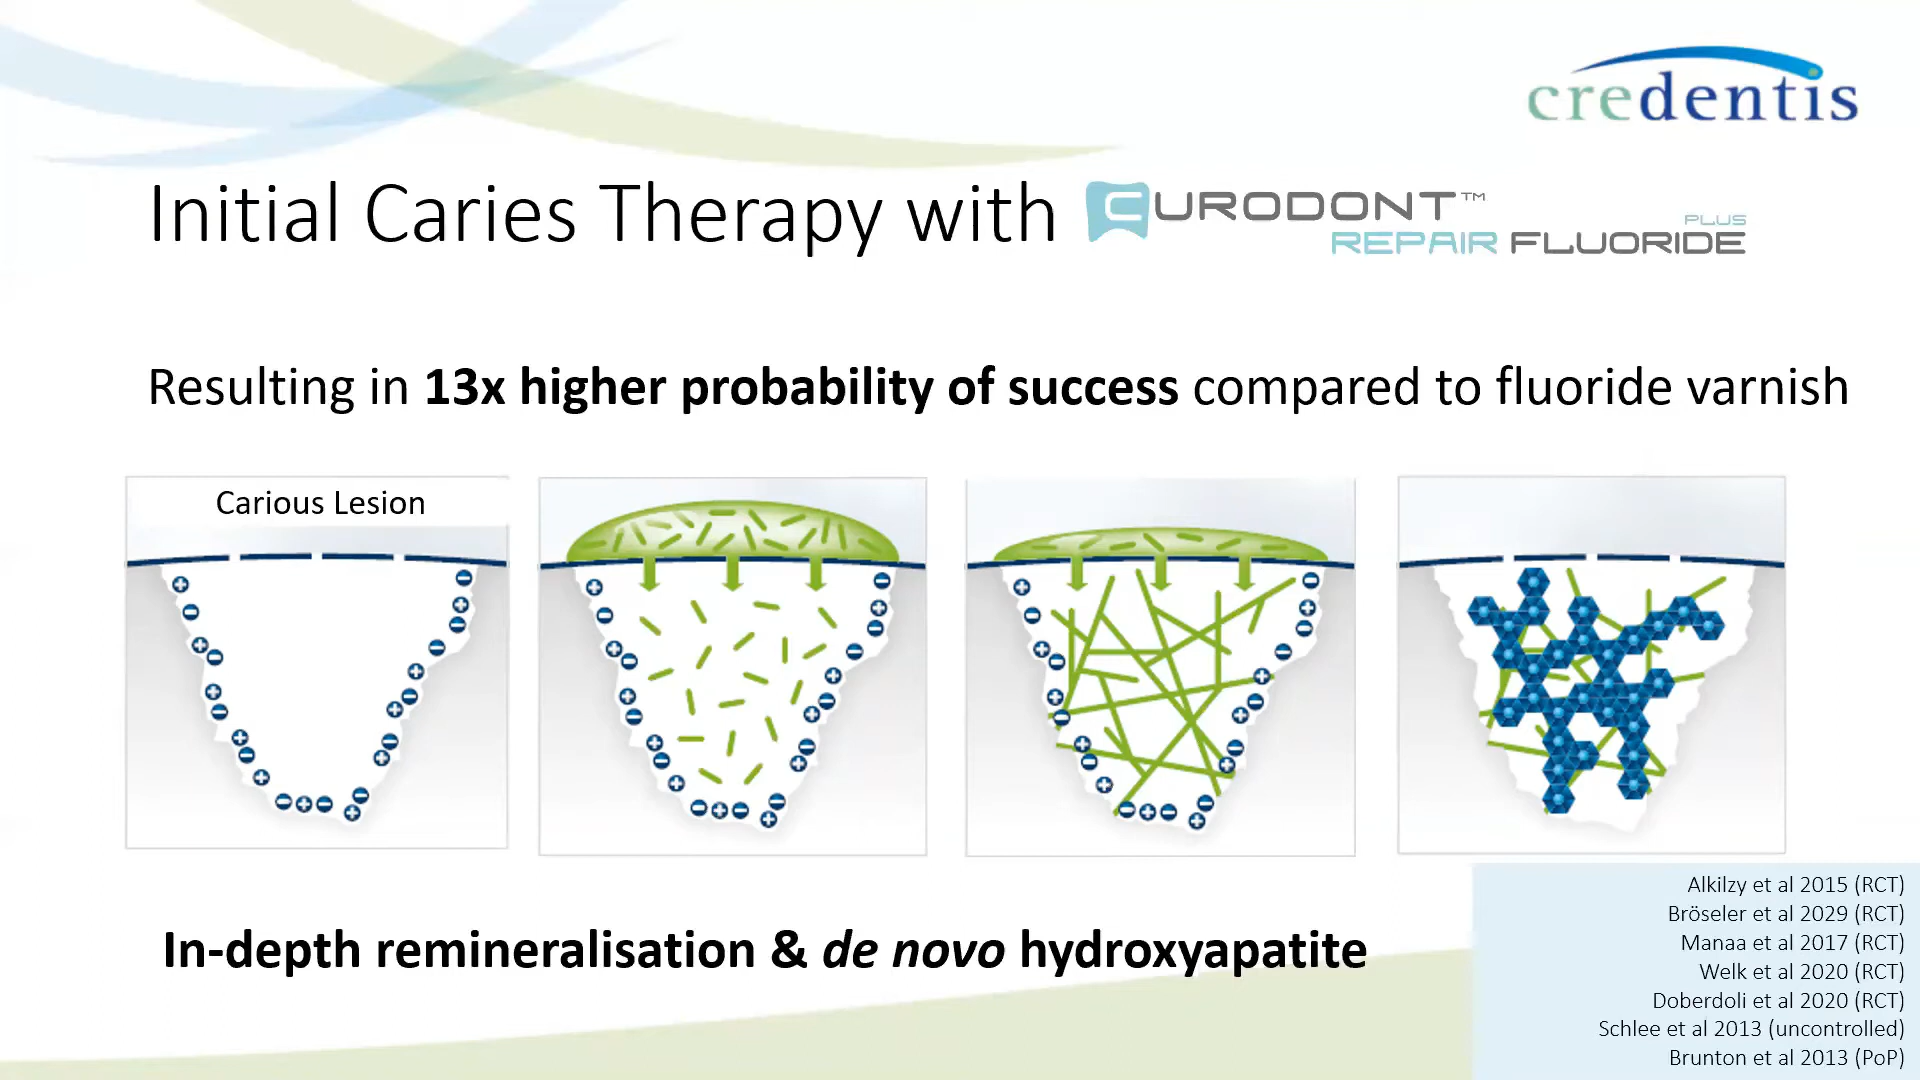 credentis
Initial Caries Therapy with CURODONT™
REPAIR FLUORIDE PLUS
Resulting in 13x higher probability of success compared to fluoride varnish
Carious Lesion
In-depth remineralisation & de novo hydroxyapatite
Alkilzy et al 2015 (RCT)
Bröseler et al 2029 (RCT)
Manaa et al 2017 (RCT)
Welk et al 2020 (RCT)
Doberdoli et al 2020 (RCT)
Schlee et al 2013 (uncontrolled)
Brunton et al 2013 (PoP)